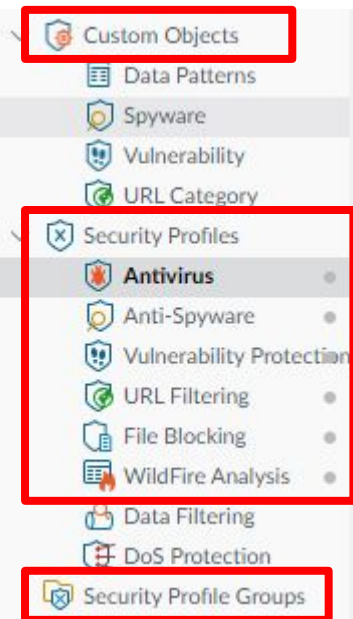 Custom Objects
Data Patterns
Spyware
Vulnerability
URL Category
Security Profiles
Antivirus
Anti-Spyware
Vulnerability Protection
URL Filtering
File Blocking
WildFire Analysis
Data Filtering
DoS Protection
Security Profile Groups